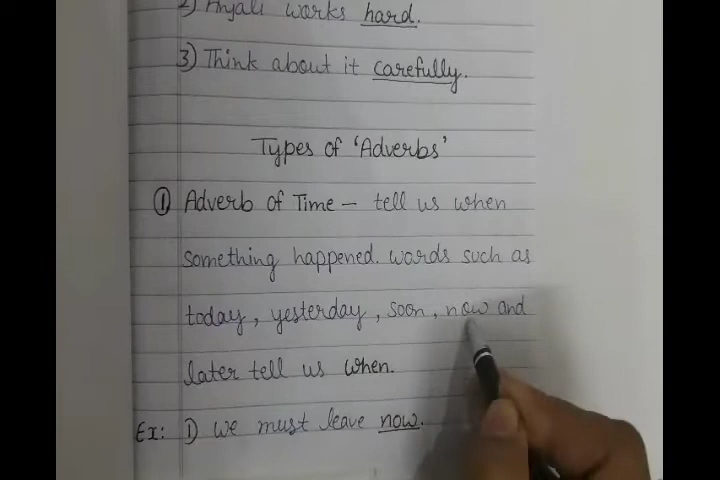 2) Anjali works hard.
3) Think about it carefully.
Types of 'Adverbs'
① Adverb of Time – tell us when
something happened. words such as
today, yesterday, soon, now and
later tell us when.
Ex: 1) we must leave now.